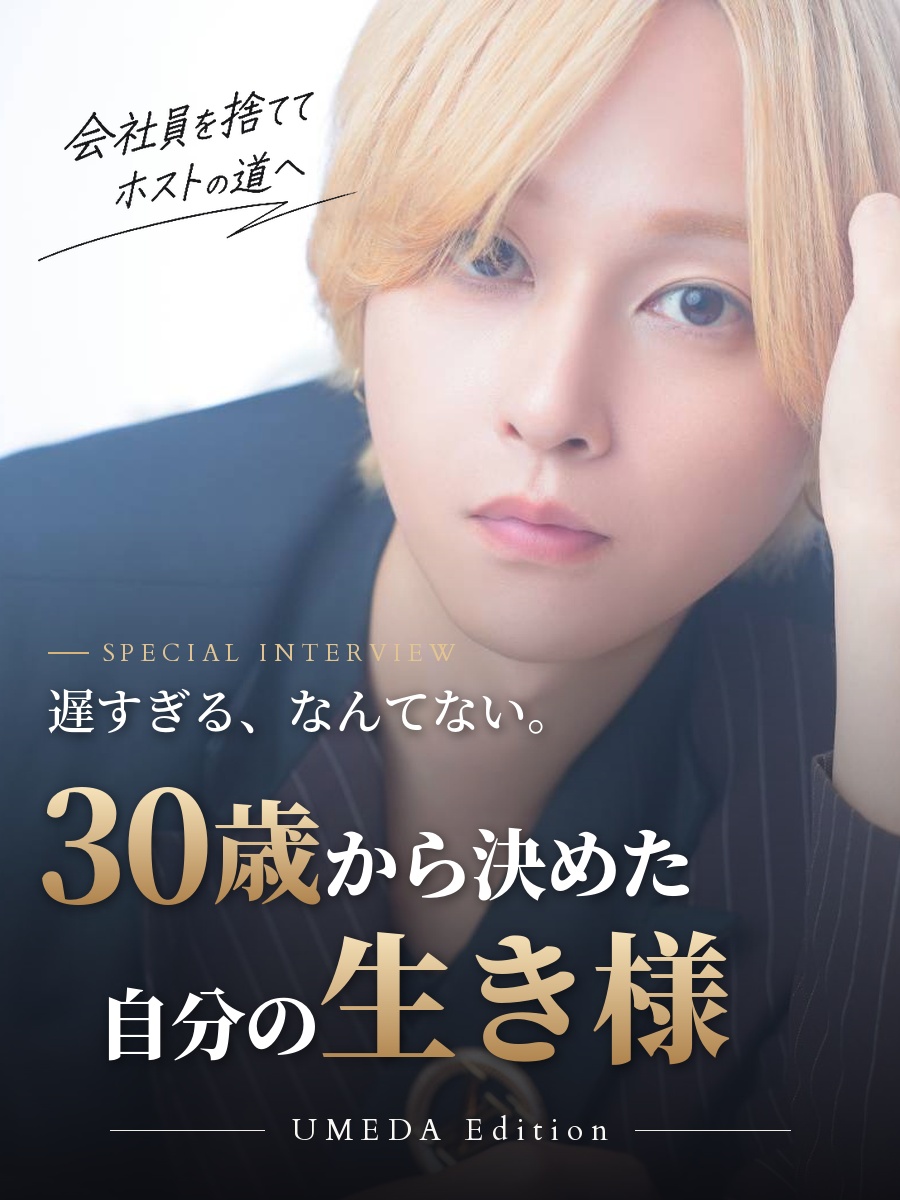 会社員を捨てて
ホストの道へ
SPECIAL INTERVIEW
遅すぎる、なんてない。
30歳から決めた
自分の生き様
UMEDA Edition